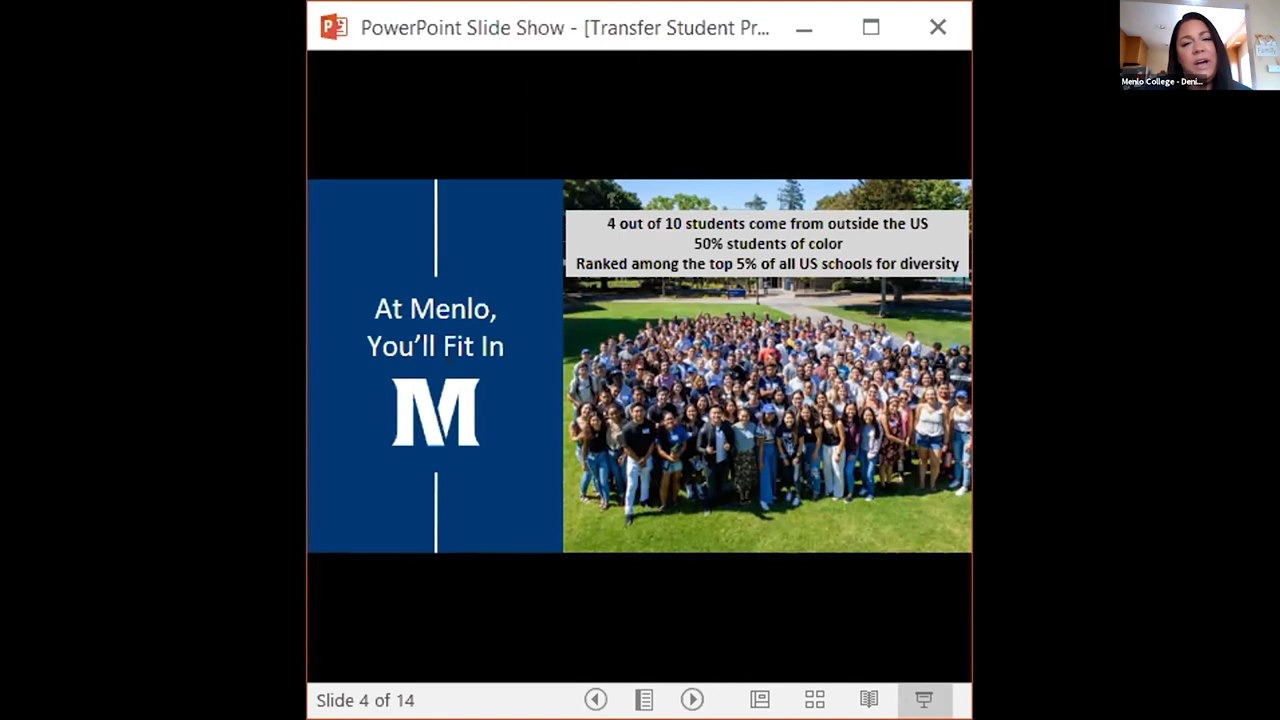 PowerPoint Slide Show - [Transfer Student Pr...
Menlo College - Deni...
4 out of 10 students come from outside the US
50% students of color
Ranked among the top 5% of all US schools for diversity
At Menlo,
You'll Fit In
M
Slide 4 of 14